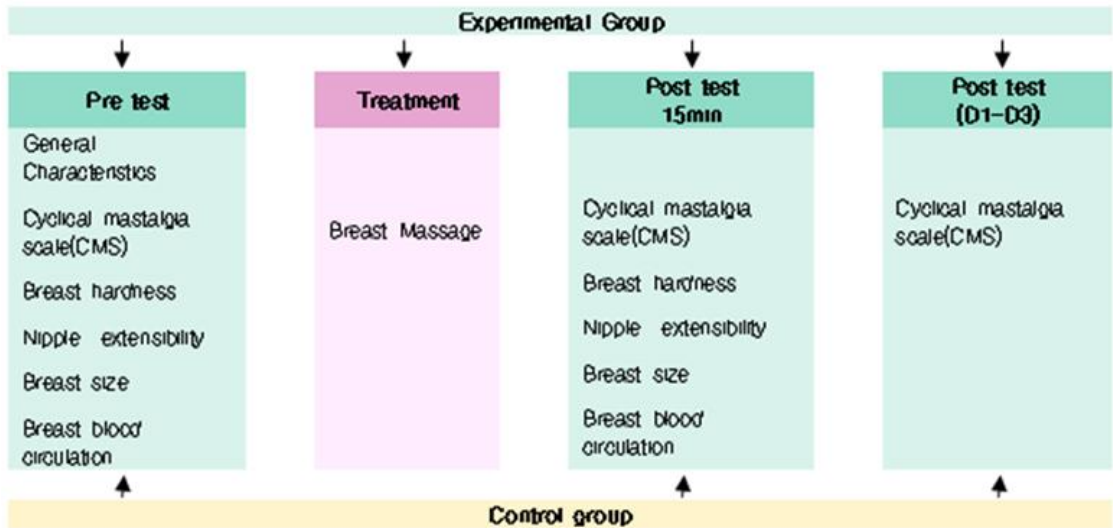 Experimental Group
Pre test
General
Characteristics
Cyclical mastalgia
scale(CMS)
Breast hardness
Nipple extensibility
Breast size
Breast blood
circulation
Treatment
Breast Massage
Post test
15min
Cyclical mastalgia
scale(CMS)
Breast hardness
Nipple extensibility
Breast size
Breast blood
circulation
Post test
(D1-D3)
Cyclical mastalgia
scale(CMS)
Control group